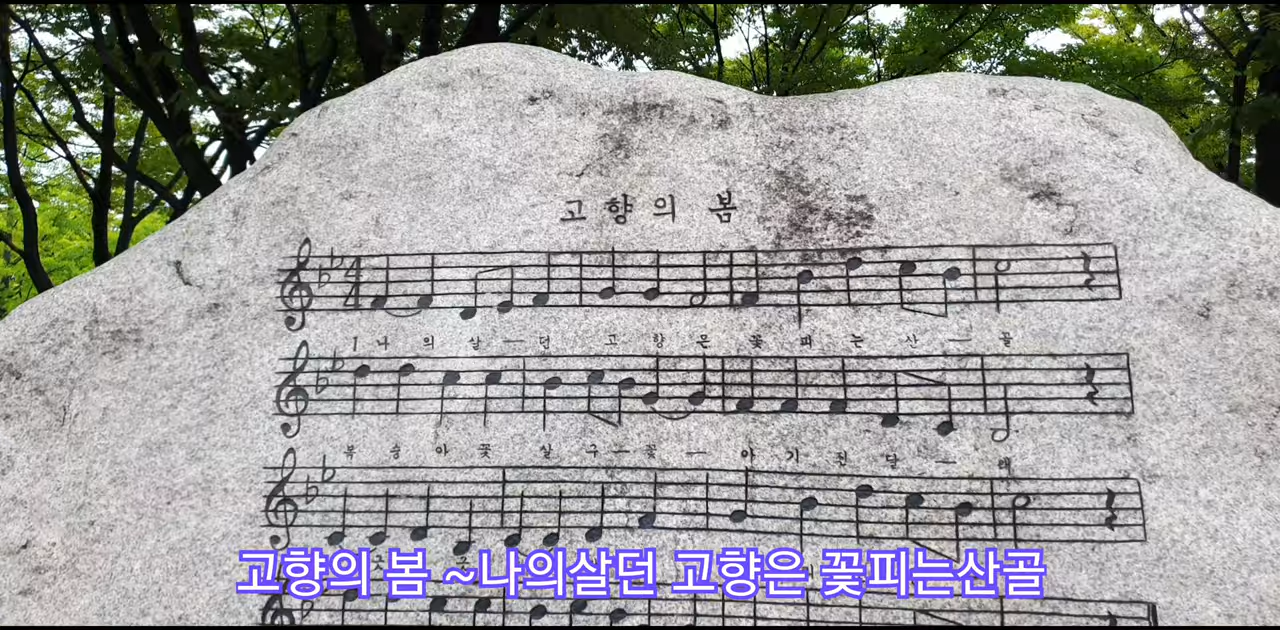 고향의 봄
4
4
1 나 의 살 — 던 고 향 은 꽃 피 는 산 — 골
복 숭 아 꽃 살 구 — 꽃 — 아 기 진 달 — 래
고향의 봄 ~나의살던 고향은 꽃피는산골